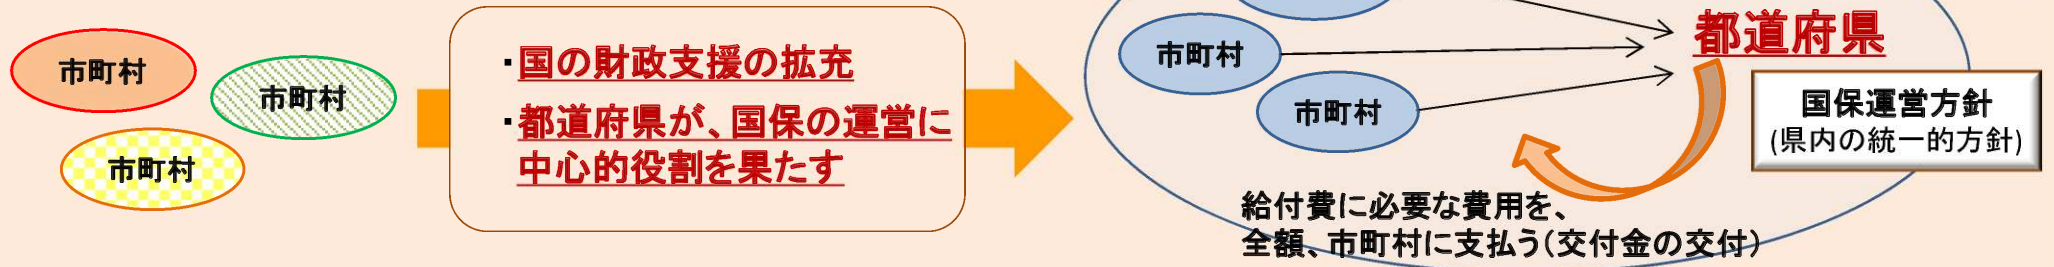 市町村
市町村
市町村
・国の財政支援の拡充
・都道府県が、国保の運営に
中心的役割を果たす
市町村
市町村
都道府県
国保運営方針
(県内の統一的方針)
給付費に必要な費用を、
全額、市町村に支払う(交付金の交付)